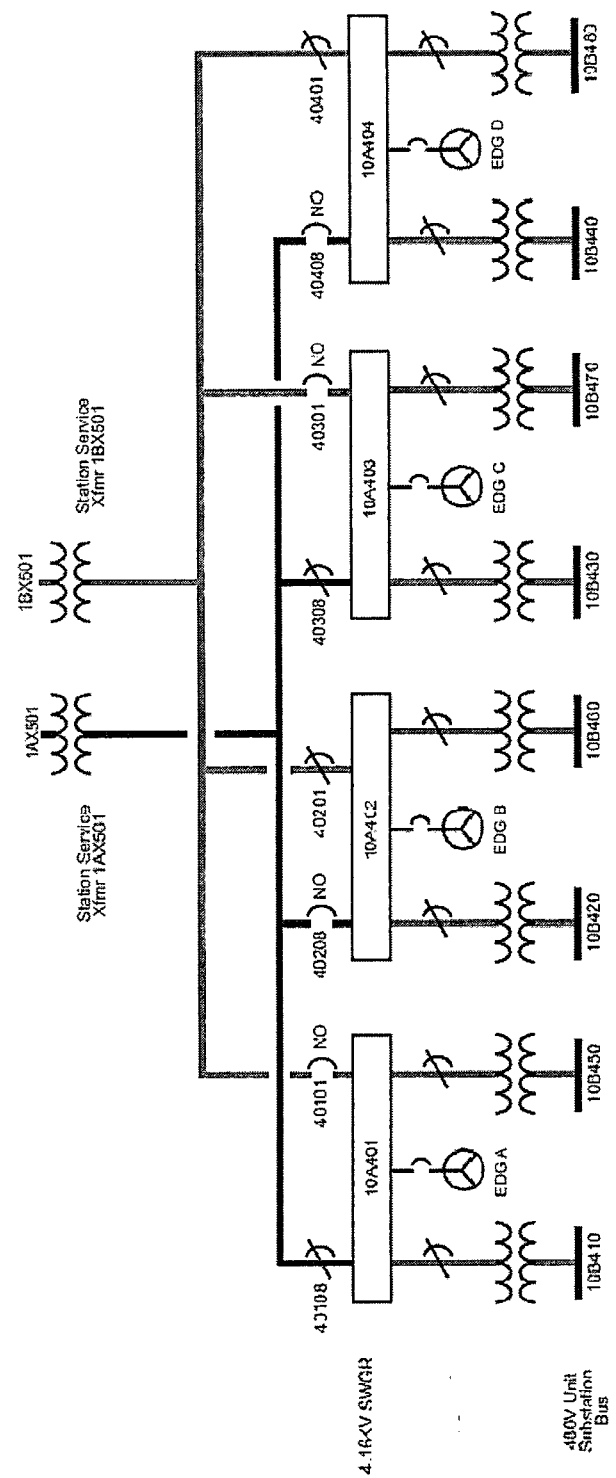 1AX501
1BX501
Station Service
Xfmr 1AX501
Station Service
Xfmr 1BX501
40108
40101
NO
40208
NO
40201
40308
40301
NO
40408
NO
40401
4.16KV SWGR
10A401
10A402
10A403
10A404
EDG A
EDG B
EDG C
EDG D
480V Unit
Substation
Bus
10B410
10B450
10B420
10B460
10B430
10B470
10B440
10B480